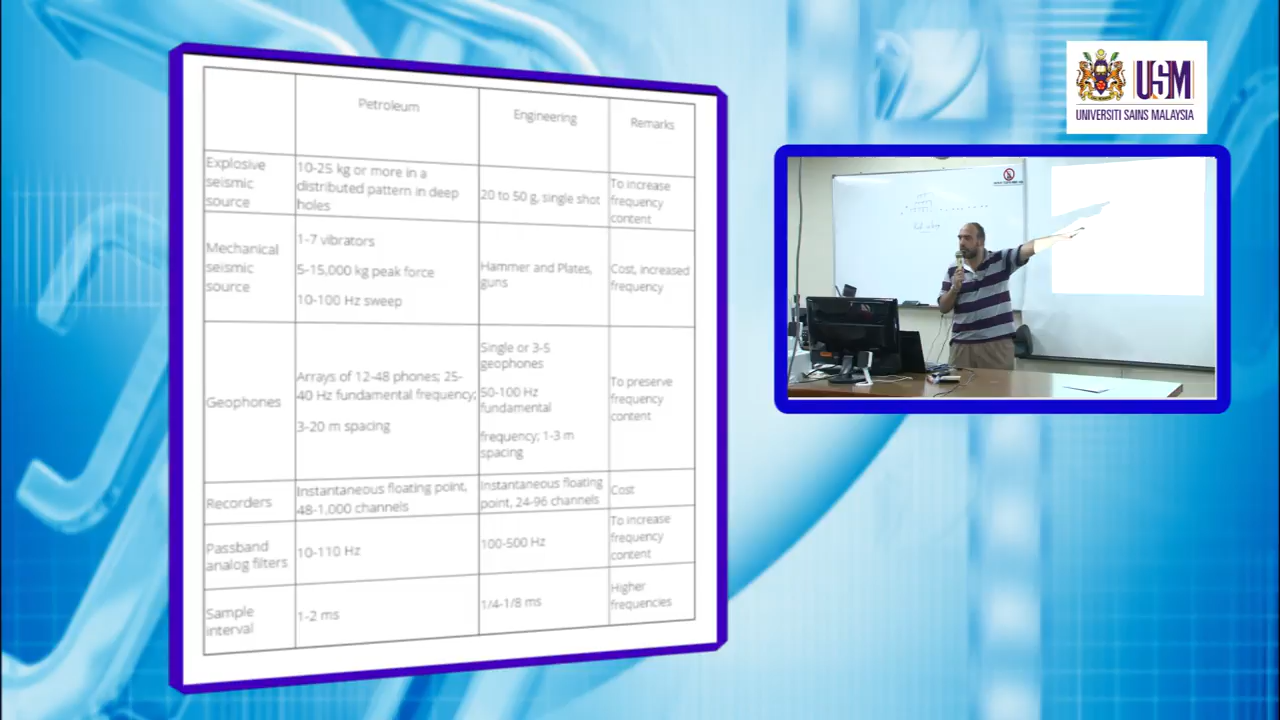 Petroleum
Engineering
Remarks
Explosive
seismic
source
10-25 kg or more in a
distributed pattern in deep
holes
20 to 50 g, single shot
To increase
frequency
content
Mechanical
seismic
source
1-7 vibrators
5-15,000 kg peak force
10-100 Hz sweep
Hammer and Plates,
guns
Cost, increased
frequency
Geophones
Arrays of 12-48 phones; 25-
40 Hz fundamental frequency;
3-20 m spacing
Single or 3-5
geophones
50-100 Hz
fundamental
frequency; 1-3 m
spacing
To preserve
frequency
content
Recorders
Instantaneous floating point,
48-1,000 channels
Instantaneous floating
point, 24-96 channels
Cost
Passband
analog filters
10-110 Hz
100-500 Hz
To increase
frequency
content
Sample
interval
1-2 ms
1/4-1/8 ms
Higher
frequencies
USM
UNIVERSITI SAINS MALAYSIA